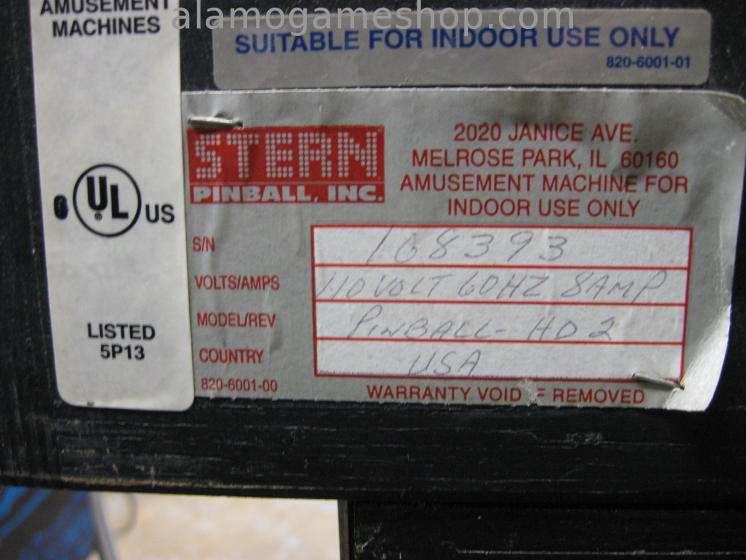 alamogameshop.com
AMUSEMENT
MACHINES
SUITABLE FOR INDOOR USE ONLY
820-6001-01
STERN
PINBALL, INC.
2020 JANICE AVE.
MELROSE PARK, IL 60160
AMUSEMENT MACHINE FOR
INDOOR USE ONLY
C UL US
LISTED
5P13
S/N 168393
VOLTS/AMPS 110 VOLT 60HZ 8AMP
MODEL/REV PINBALL-HD2
COUNTRY USA
820-6001-00
WARRANTY VOID IF REMOVED